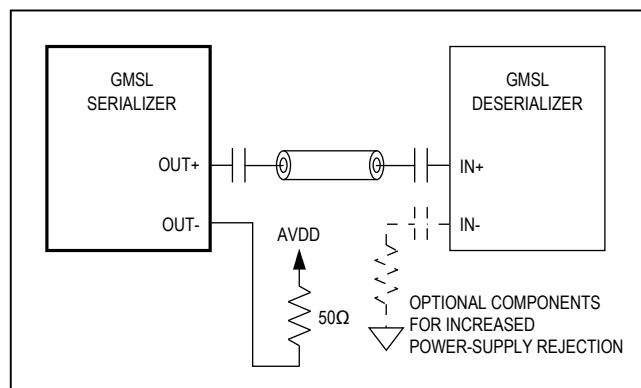 GMSL
SERIALIZER
GMSL
DESERIALIZER
OUT+
IN+
OUT-
IN-
AVDD
50Ω
OPTIONAL COMPONENTS
FOR INCREASED
POWER-SUPPLY REJECTION